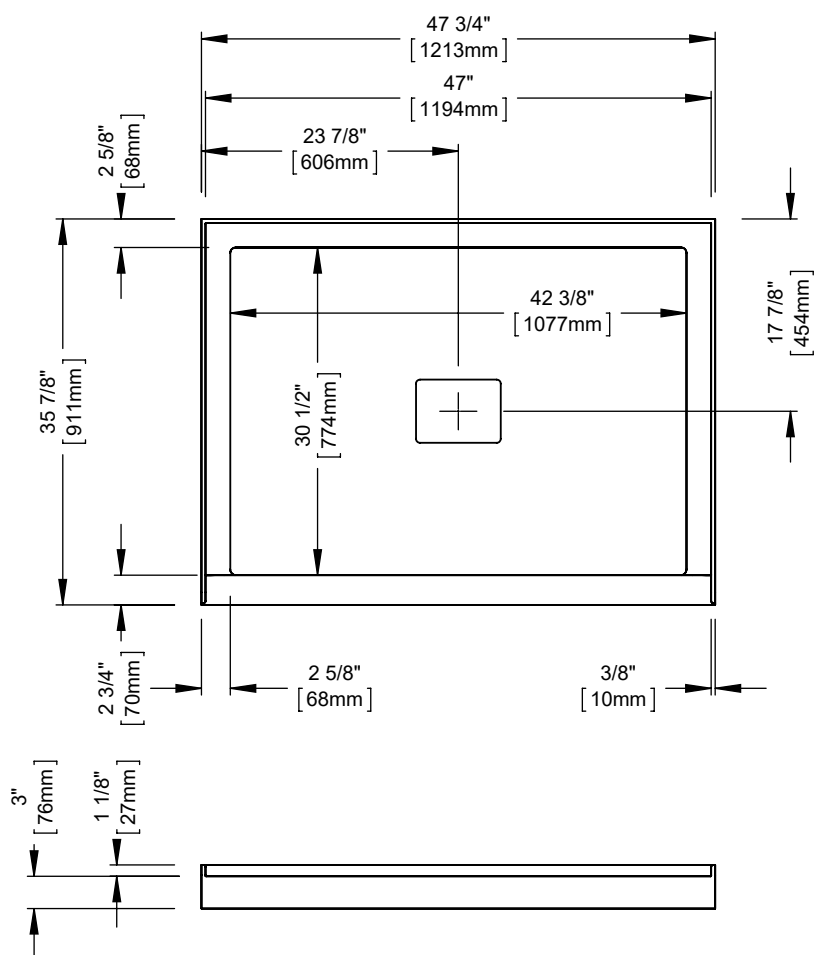 47 3/4"
[1213mm]
47"
[1194mm]
23 7/8"
[606mm]
2 5/8"
[68mm]
42 3/8"
[1077mm]
17 7/8"
[454mm]
35 7/8"
[911mm]
30 1/2"
[774mm]
2 3/4"
[70mm]
2 5/8"
[68mm]
3/8"
[10mm]
3"
[76mm]
1 1/8"
[27mm]